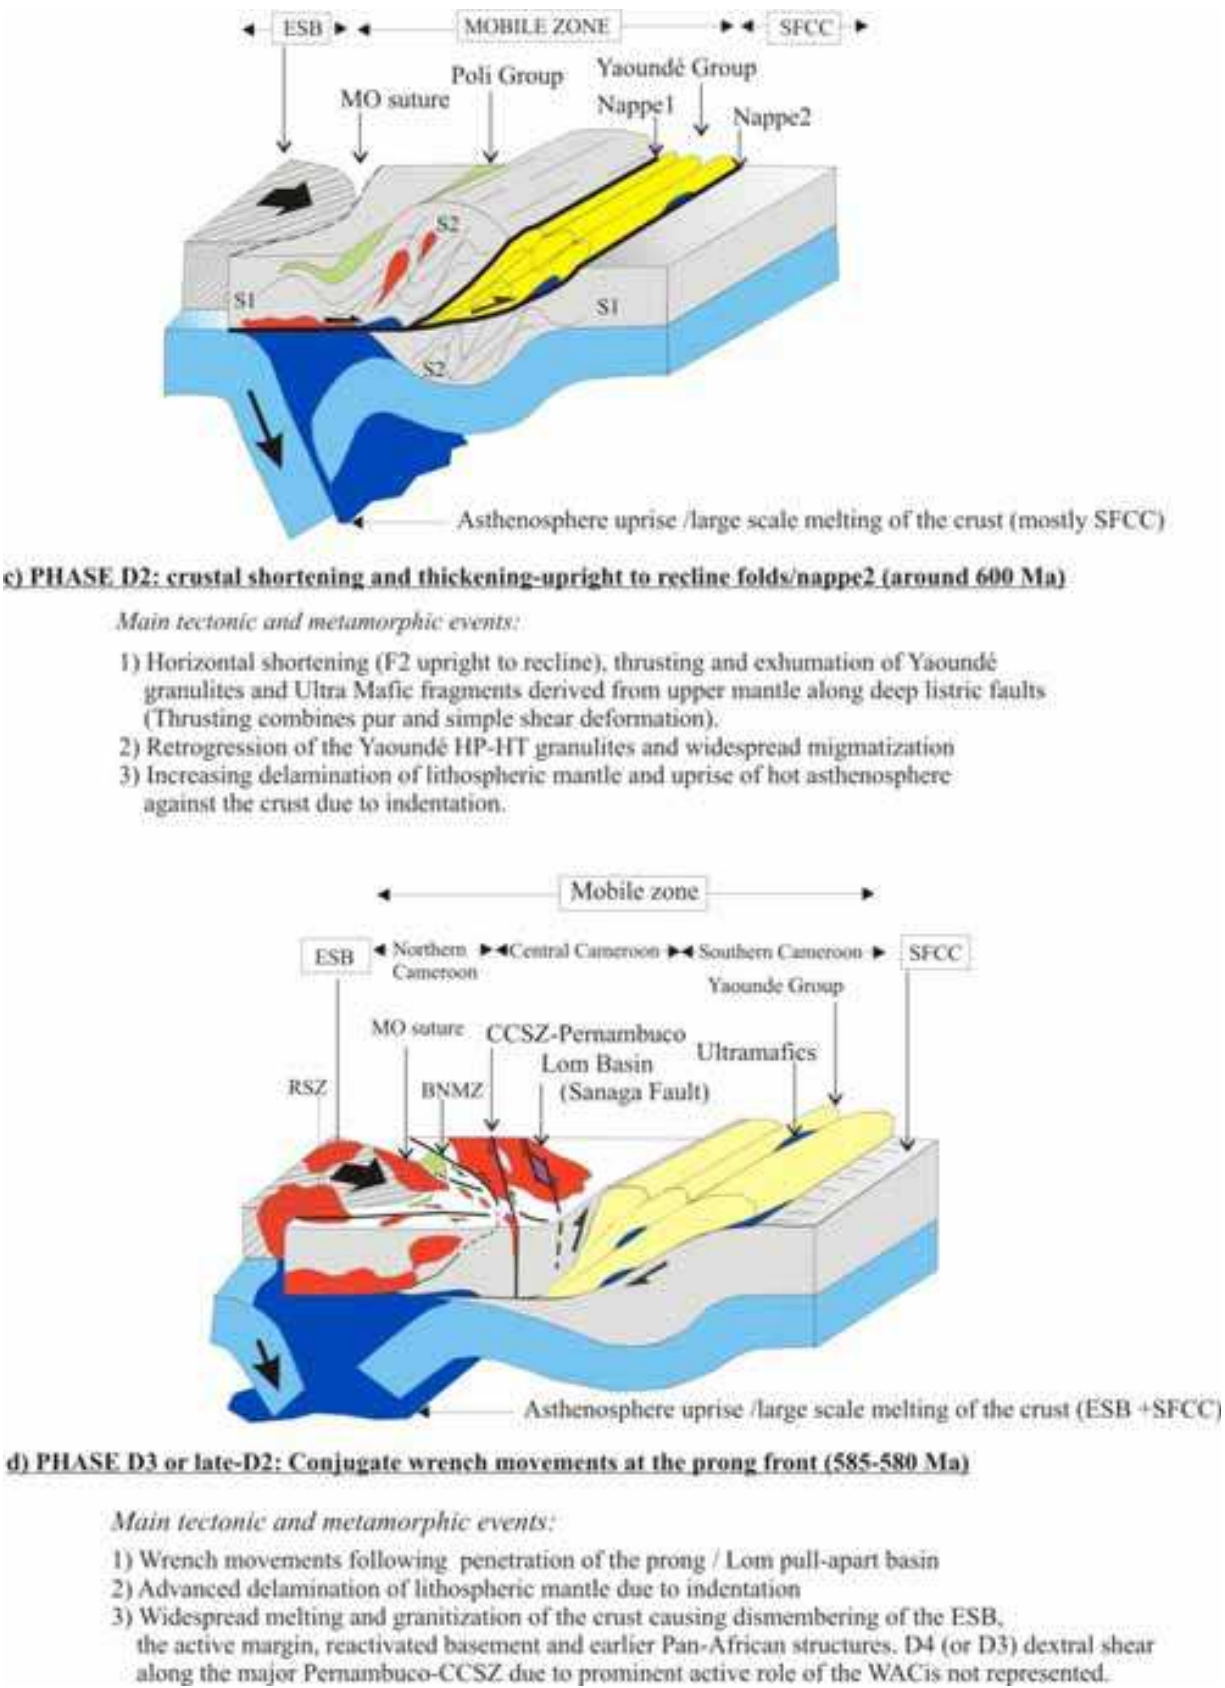 ESB
MOBILE ZONE
SFCC
Poli Group
Yaoundé Group
MO suture
Nappe1
Nappe2
S2
S1
S1
S2
Asthenosphere uprise /large scale melting of the crust (mostly SFCC)
c) PHASE D2: crustal shortening and thickening-upright to recline folds/nappe2 (around 600 Ma)
Main tectonic and metamorphic events:
1) Horizontal shortening (F2 upright to recline), thrusting and exhumation of Yaoundé
granulites and Ultra Mafic fragments derived from upper mantle along deep listric faults
(Thrusting combines pur and simple shear deformation).
2) Retrogression of the Yaoundé HP-HT granulites and widespread migmatization
3) Increasing delamination of lithospheric mantle and uprise of hot asthenosphere
against the crust due to indentation.
Mobile zone
ESB
Northern
Cameroon
Central Cameroon
Southern Cameroon
SFCC
Yaounde Group
MO suture
CCSZ-Pernambuco
Ultramafics
Lom Basin
(Sanaga Fault)
RSZ
BNMZ
Asthenosphere uprise /large scale melting of the crust (ESB +SFCC)
d) PHASE D3 or late-D2: Conjugate wrench movements at the prong front (585-580 Ma)
Main tectonic and metamorphic events:
1) Wrench movements following penetration of the prong / Lom pull-apart basin
2) Advanced delamination of lithospheric mantle due to indentation
3) Widespread melting and granitization of the crust causing dismembering of the ESB,
the active margin, reactivated basement and earlier Pan-African structures. D4 (or D3) dextral shear
along the major Pernambuco-CCSZ due to prominent active role of the WACis not represented.